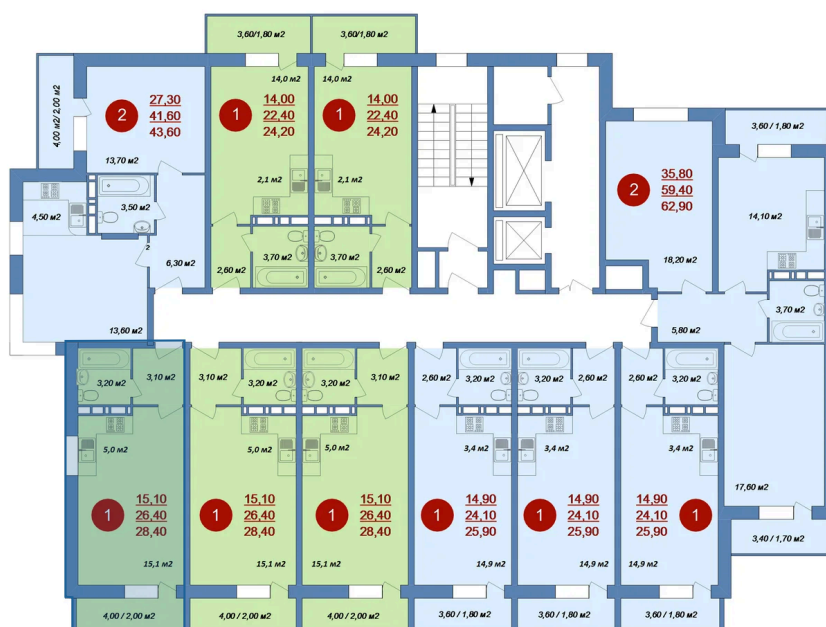 3,60/1,80 м2
3,60/1,80 м2
4,00 м2/ 2,00 м2
2
27,30
41,60
43,60
13,70 м2
14,0 м2
1
14,00
22,40
24,20
2,1 м2
14,0 м2
1
14,00
22,40
24,20
2,1 м2
3,60 / 1,80 м2
2
35,80
59,40
62,90
18,20 м2
14,10 м2
4,50 м2
3,50 м2
2
6,30 м2
13,60 м2
2,60 м2
3,70 м2
3,70 м2
2,60 м2
5,80 м2
3,70 м2
17,60 м2
3,40 / 1,70 м2
3,20 м2
3,10 м2
5,0 м2
1
15,10
26,40
28,40
15,1 м2
4,00 / 2,00 м2
3,10 м2
3,20 м2
5,0 м2
1
15,10
26,40
28,40
15,1 м2
4,00 / 2,00 м2
3,20 м2
3,10 м2
5,0 м2
1
15,10
26,40
28,40
15,1 м2
4,00 / 2,00 м2
2,60 м2
3,20 м2
3,4 м2
1
14,90
24,10
25,90
14,9 м2
3,60 / 1,80 м2
3,20 м2
2,60 м2
3,4 м2
1
14,90
24,10
25,90
14,9 м2
3,60 / 1,80 м2
2,60 м2
3,20 м2
3,4 м2
14,90
24,10
25,90
1
14,9 м2
3,60 / 1,80 м2